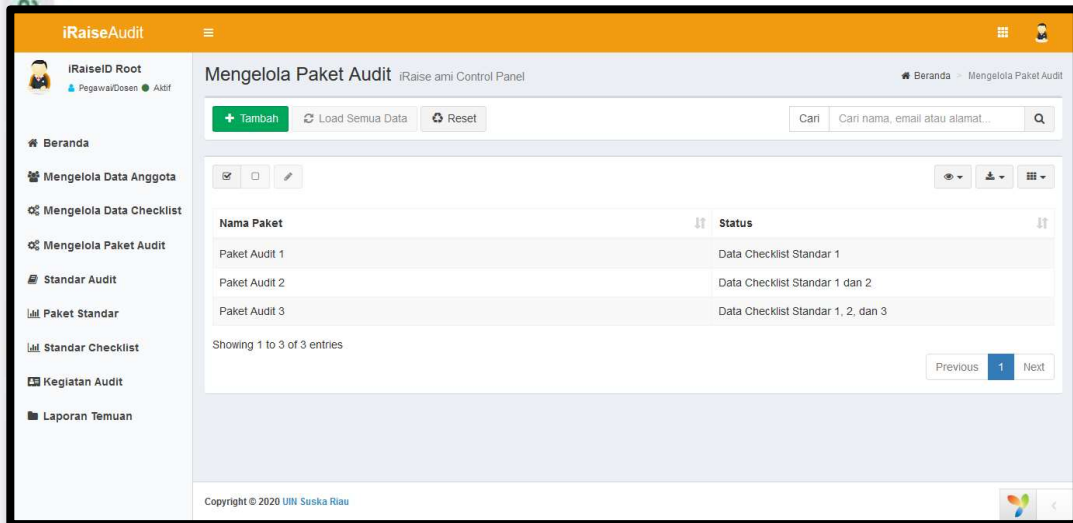 iRaiseAudit
iRaiseID Root
Pegawai/Dosen Aktif
Beranda
Mengelola Data Anggota
Mengelola Data Checklist
Mengelola Paket Audit
Standar Audit
Paket Standar
Standar Checklist
Kegiatan Audit
Laporan Temuan
Mengelola Paket Audit iRaise ami Control Panel
Beranda > Mengelola Paket Audit
+ Tambah Load Semua Data Reset
Cari Cari nama, email atau alamat...
Nama Paket Status
Paket Audit 1 Data Checklist Standar 1
Paket Audit 2 Data Checklist Standar 1 dan 2
Paket Audit 3 Data Checklist Standar 1, 2, dan 3
Showing 1 to 3 of 3 entries
Previous 1 Next
Copyright © 2020 UIN Suska Riau